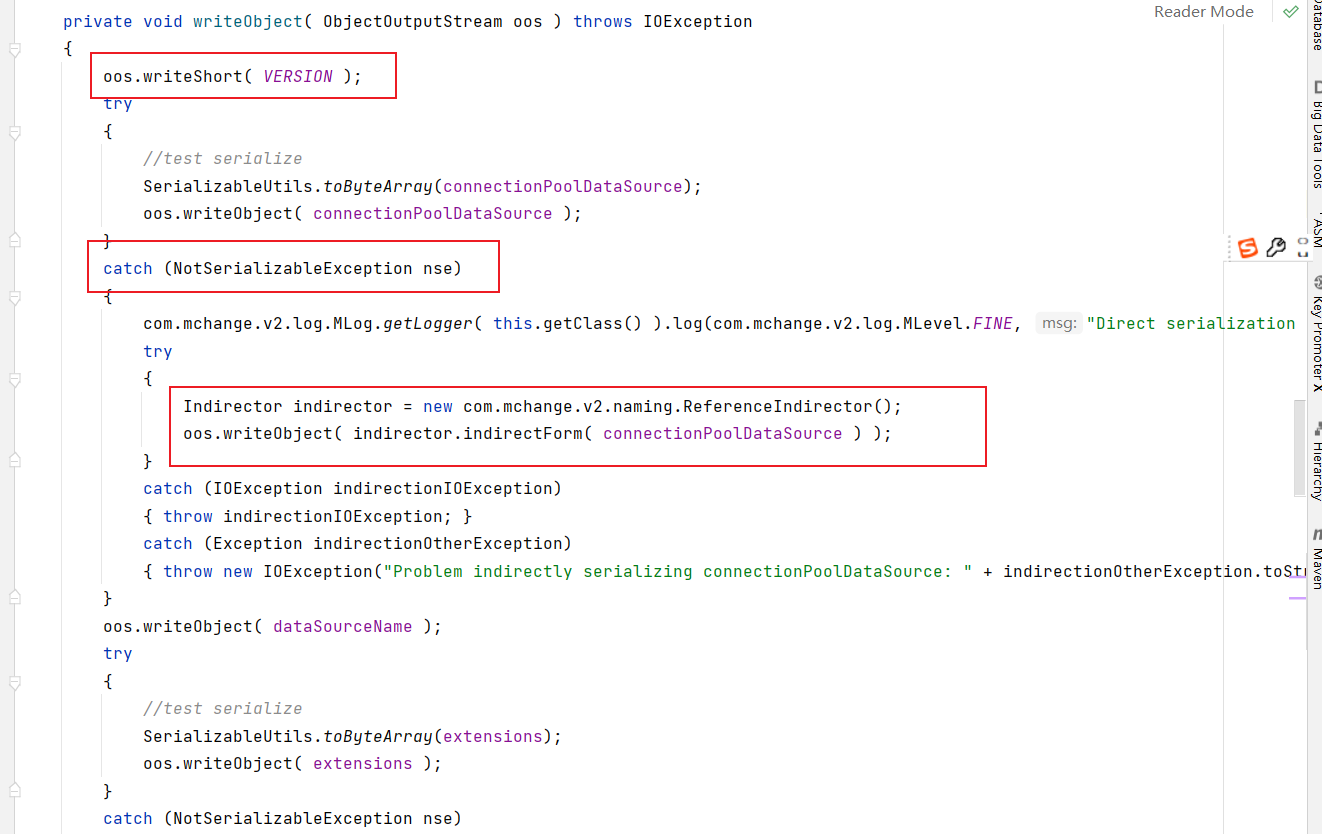 private void writeObject( ObjectOutputStream oos ) throws IOException
Reader Mode
{
oos.writeShort( VERSION );
try
{
//test serialize
SerializableUtils.toByteArray(connectionPoolDataSource);
oos.writeObject( connectionPoolDataSource );
}
catch (NotSerializableException nse)
{
com.mchange.v2.log.MLog.getLogger( this.getClass() ).log(com.mchange.v2.log.MLevel.FINE, msg: "Direct serialization
try
{
Indirector indirector = new com.mchange.v2.naming.ReferenceIndirector();
oos.writeObject( indirector.indirectForm( connectionPoolDataSource ) );
}
catch (IOException indirectionIOException)
{ throw indirectionIOException; }
catch (Exception indirectionOtherException)
{ throw new IOException("Problem indirectly serializing connectionPoolDataSource: " + indirectionOtherException.toStr
}
oos.writeObject( dataSourceName );
try
{
//test serialize
SerializableUtils.toByteArray(extensions);
oos.writeObject( extensions );
}
catch (NotSerializableException nse)
Database
Big Data Tools
ASM
Key Promoter X
Hierarchy
Maven